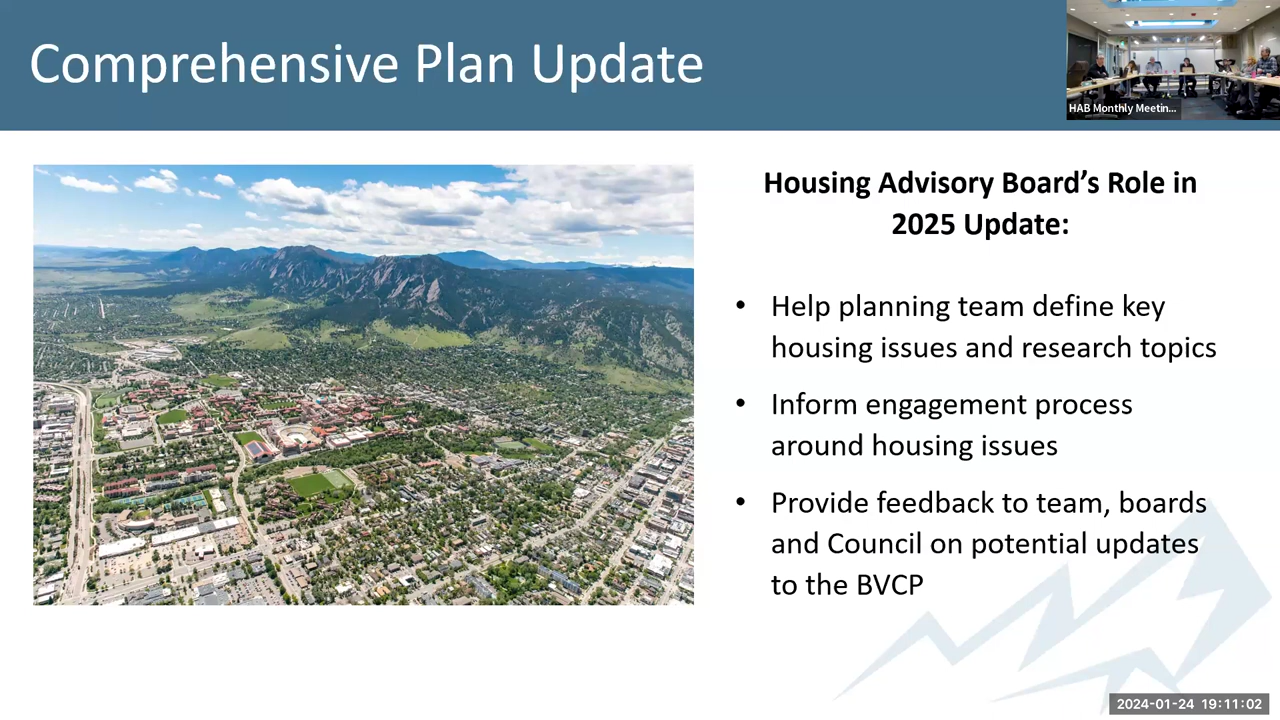 Comprehensive Plan Update
HAB Monthly Meetin...
Housing Advisory Board’s Role in
2025 Update:
• Help planning team define key
housing issues and research topics
• Inform engagement process
around housing issues
• Provide feedback to team, boards
and Council on potential updates
to the BVCP
2024-01-24 19:11:02